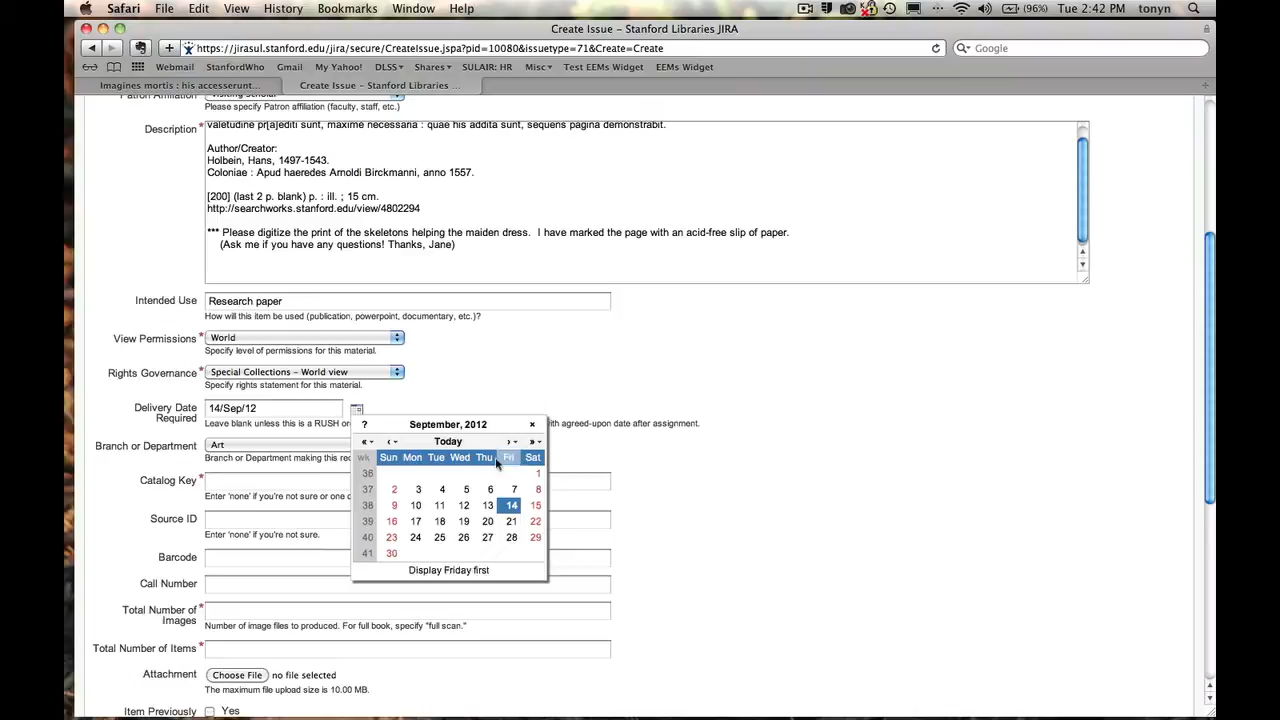 Safari File Edit View History Bookmarks Window Help (96%) Tue 2:42 PM tonyn
Create Issue – Stanford Libraries JIRA
https://jirasul.stanford.edu/jira/secure/CreateIssue.jspa?pid=10080&issuetype=71&Create=Create
Google
Webmail StanfordWho Gmail My Yahoo! DLSS Shares SULAIR: HR Misc Test EEMs Widget EEMs Widget
Imagines mortis : his accesserunt... Create Issue – Stanford Libraries ...
Patron Affiliation * Visiting Scholar
Please specify Patron affiliation (faculty, staff, etc.)
Description *
valetudine pr[a]editi sunt, maxime necessaria : quae his addita sunt, sequens pagina demonstrabit.
Author/Creator:
Holbein, Hans, 1497-1543.
Coloniae : Apud haeredes Arnoldi Birckmanni, anno 1557.
[200] (last 2 p. blank) p. : ill. ; 15 cm.
http://searchworks.stanford.edu/view/4802294
*** Please digitize the print of the skeletons helping the maiden dress. I have marked the page with an acid-free slip of paper.
(Ask me if you have any questions! Thanks, Jane)
Intended Use Research paper
How will this item be used (publication, powerpoint, documentary, etc.)?
View Permissions * World
Specify level of permissions for this material.
Rights Governance * Special Collections – World view
Specify rights statement for this material.
Delivery Date Required 14/Sep/12
Leave blank unless this is a RUSH or with agreed-upon date after assignment.
Branch or Department Art
Branch or Department making this rec
Catalog Key *
Enter 'none' if you're not sure or one d
Source ID
Enter 'none' if you're not sure.
Barcode
Call Number
Total Number of Images *
Number of image files to produced. For full book, specify "full scan."
Total Number of Items *
Attachment Choose File no file selected
The maximum file upload size is 10.00 MB.
Item Previously Yes
? September, 2012 ×
« ‹ Today › »
wk Sun Mon Tue Wed Thu Fri Sat
36 1
37 2 3 4 5 6 7 8
38 9 10 11 12 13 14 15
39 16 17 18 19 20 21 22
40 23 24 25 26 27 28 29
41 30
Display Friday first